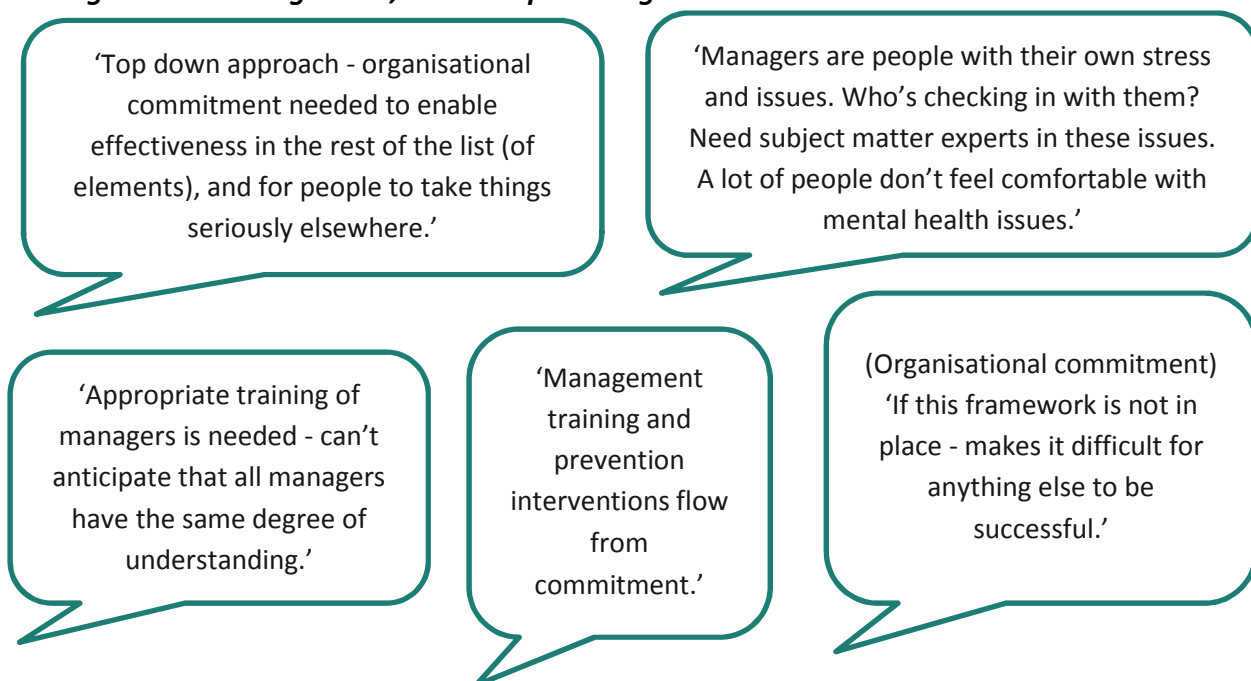 ‘Top down approach - organisational
commitment needed to enable
effectiveness in the rest of the list (of
elements), and for people to take things
seriously elsewhere.’
‘Managers are people with their own stress
and issues. Who’s checking in with them?
Need subject matter experts in these issues.
A lot of people don’t feel comfortable with
mental health issues.’
‘Appropriate training of
managers is needed - can’t
anticipate that all managers
have the same degree of
understanding.’
‘Management
training and
prevention
interventions flow
from
commitment.’
(Organisational commitment)
‘If this framework is not in
place - makes it difficult for
anything else to be
successful.’